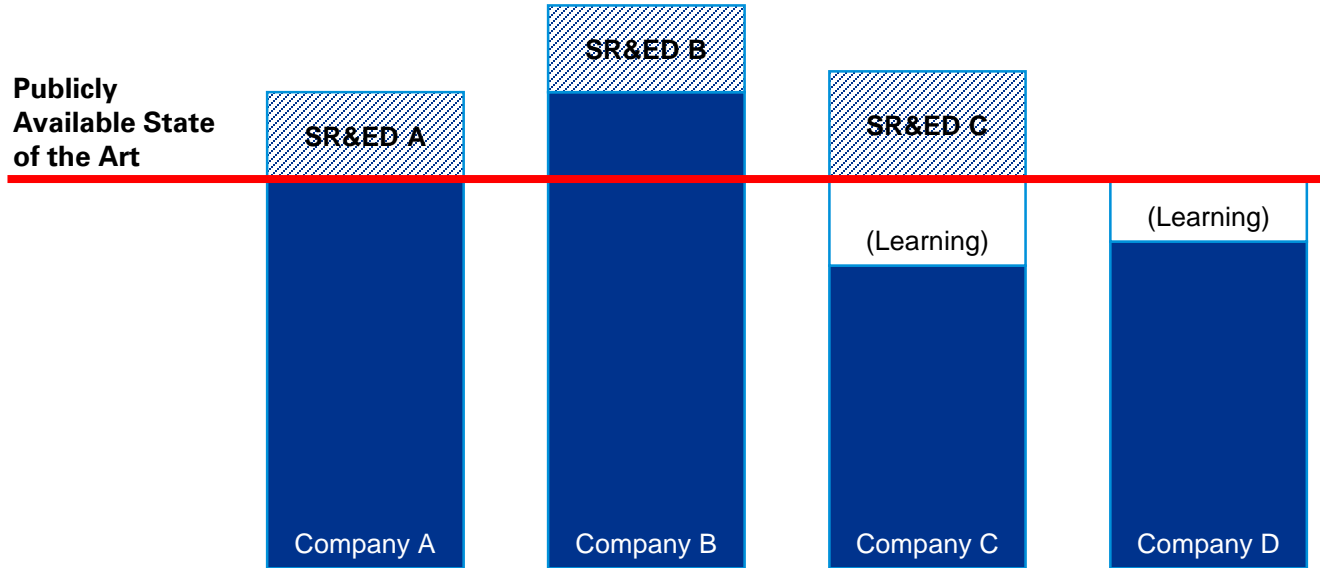 SR&ED B
Publicly
Available State
of the Art
SR&ED A
SR&ED C
(Learning)
(Learning)
Company A
Company B
Company C
Company D